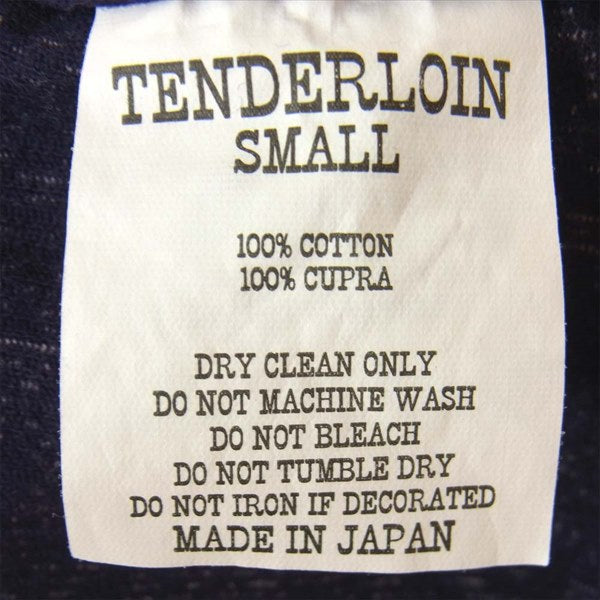 TENDERLOIN
SMALL
100% COTTON
100% CUPRA
DRY CLEAN ONLY
DO NOT MACHINE WASH
DO NOT BLEACH
DO NOT TUMBLE DRY
DO NOT IRON IF DECORATED
MADE IN JAPAN